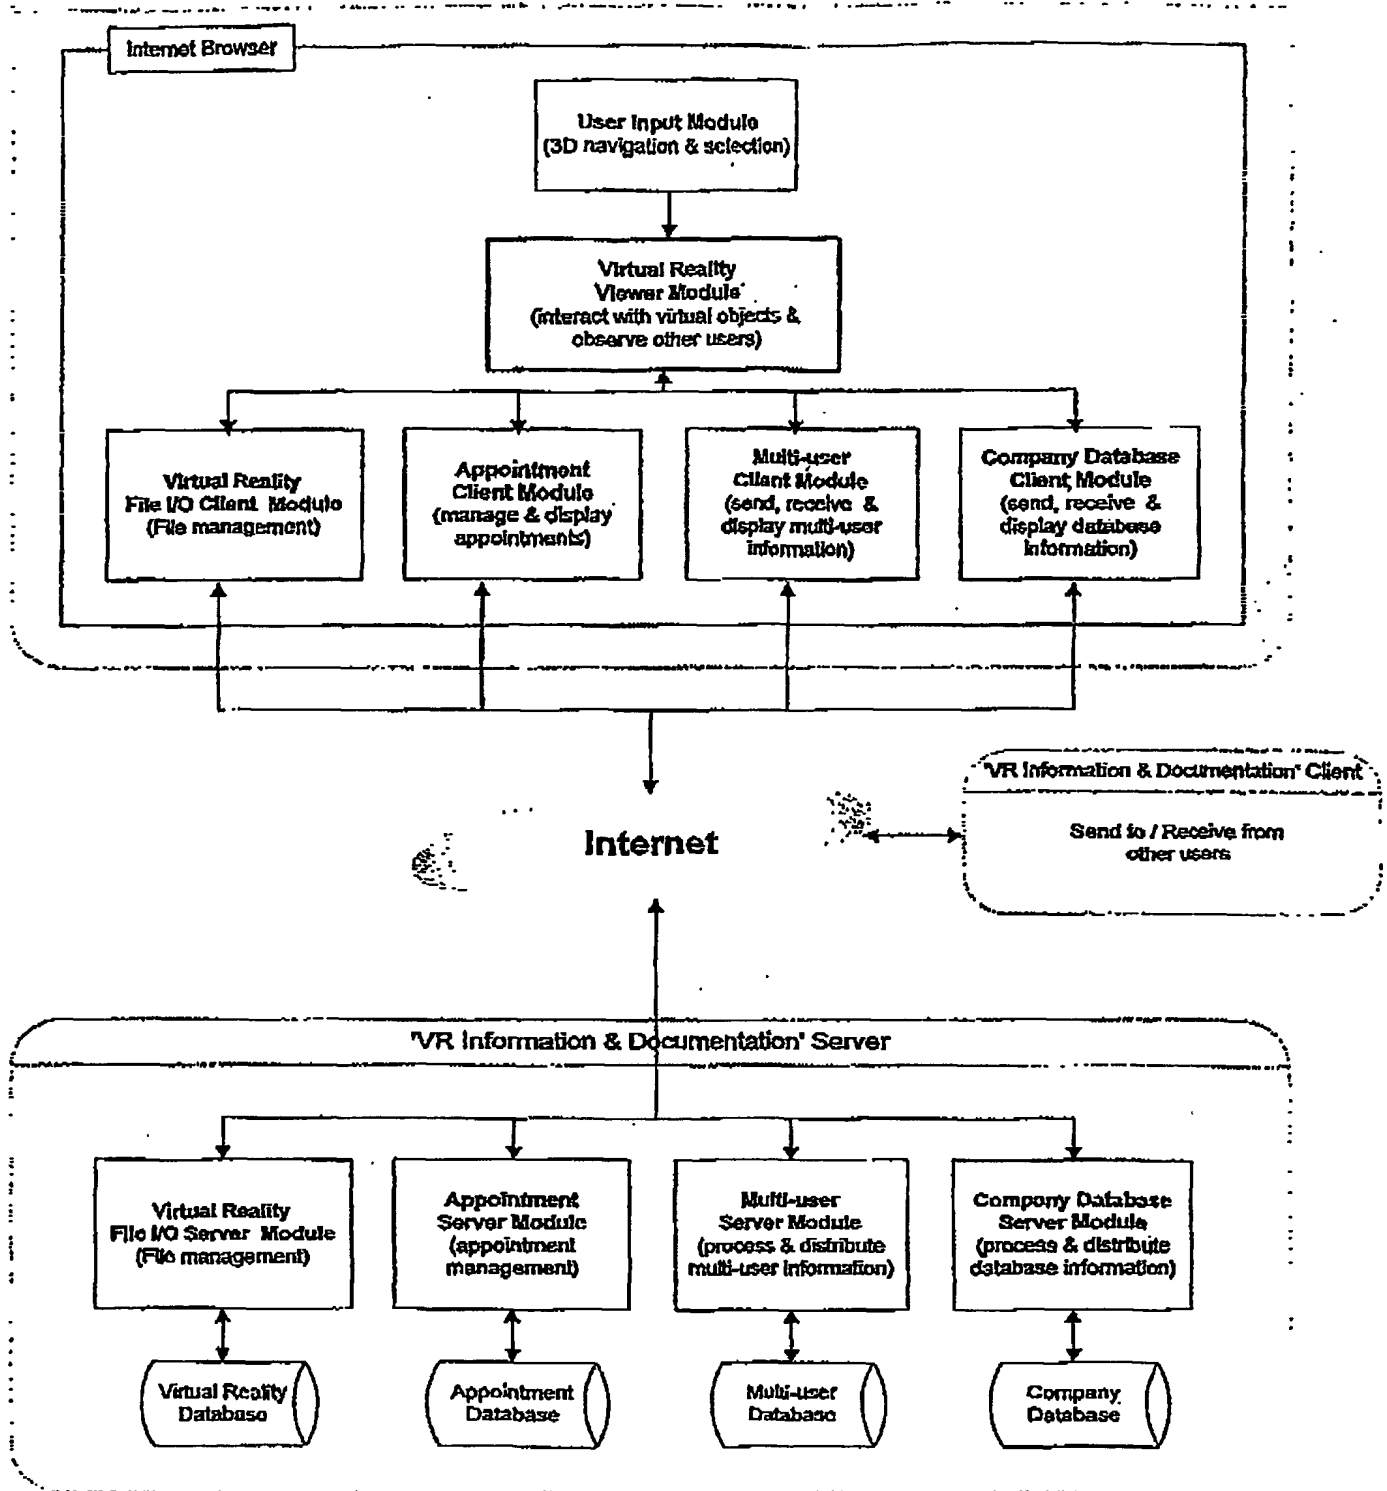 Internet Browser
User Input Module
(3D navigation & selection)
Virtual Reality
Viewer Module
(interact with virtual objects &
observe other users)
Virtual Reality
File I/O Client Module
(File management)
Appointment
Client Module
(manage & display
appointments)
Multi-user
Client Module
(send, receive &
display multi-user
information)
Company Database
Client Module
(send, receive &
display database
information)
Internet
'VR Information & Documentation' Client
Send to / Receive from
other users
'VR Information & Documentation' Server
Virtual Reality
File I/O Server Module
(File management)
Appointment
Server Module
(appointment
management)
Multi-user
Server Module
(process & distribute
multi-user information)
Company Database
Server Module
(process & distribute
database information)
Virtual Reality
Database
Appointment
Database
Multi-user
Database
Company
Database